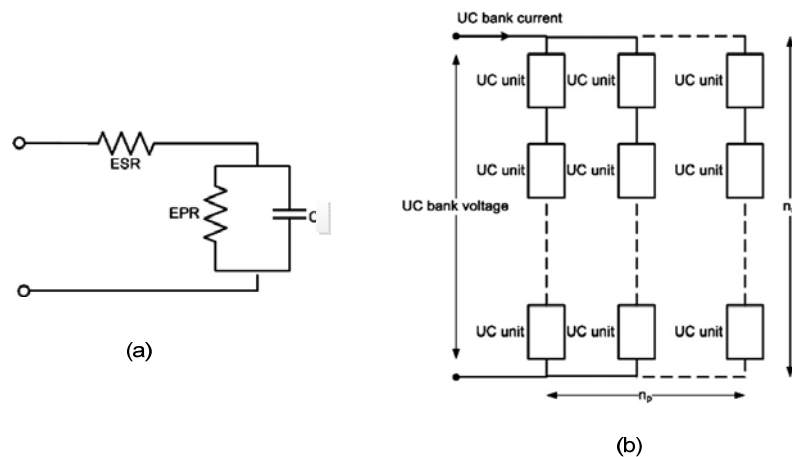 ESR
EPR
C
(a)
UC bank current
UC unit UC unit UC unit
UC unit UC unit UC unit
UC bank voltage
UC unit UC unit UC unit
n
np
(b)